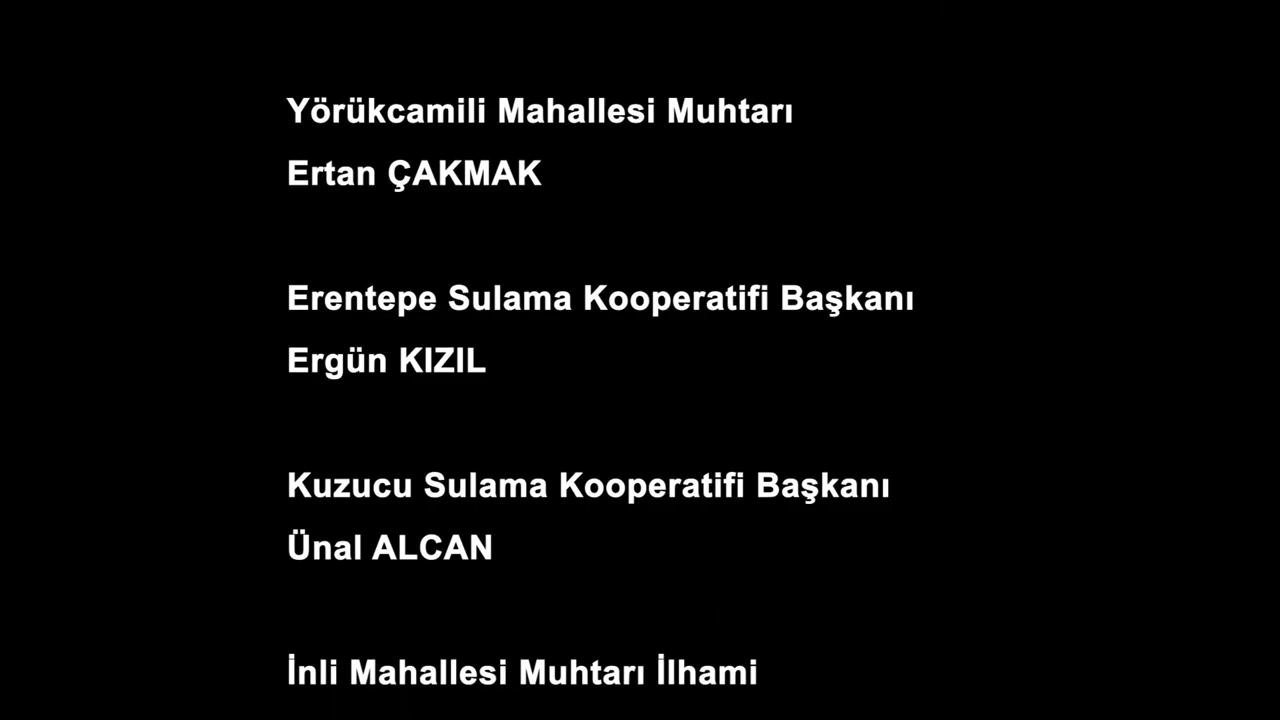 Yörükcamili Mahallesi Muhtarı
Ertan ÇAKMAK
Erentepe Sulama Kooperatifi Başkanı
Ergün KIZIL
Kuzucu Sulama Kooperatifi Başkanı
Ünal ALCAN
İnli Mahallesi Muhtarı İlhami